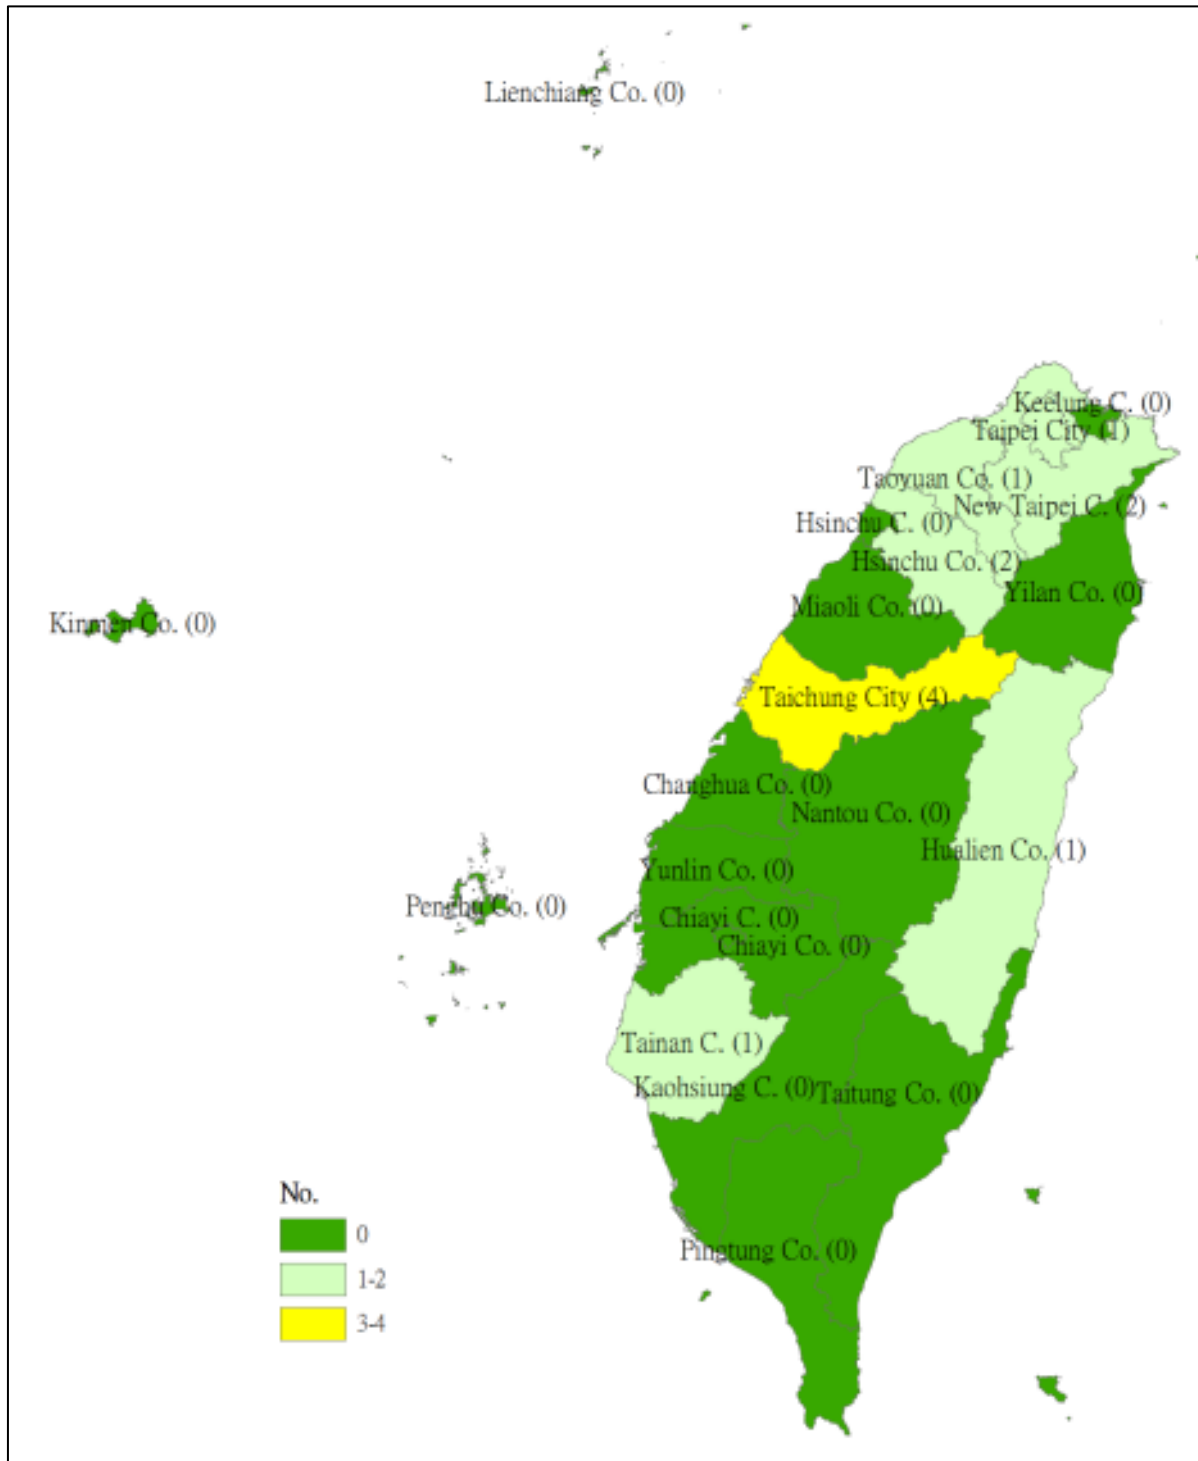 Lienchiang Co. (0)
Keelung C. (0)
Taipei City (1)
Taoyuan Co. (1)
New Taipei C. (2)
Hsinchu C. (0)
Hsinchu Co. (2)
Yilan Co. (0)
Miaoli Co. (0)
Kinmen Co. (0)
Taichung City (4)
Changhua Co. (0)
Nantou Co. (0)
Hualien Co. (1)
Yunlin Co. (0)
Penghu Co. (0)
Chiayi C. (0)
Chiayi Co. (0)
Tainan C. (1)
Kaohsiung C. (0)
Taitung Co. (0)
Pingtung Co. (0)
No.
0
1-2
3-4